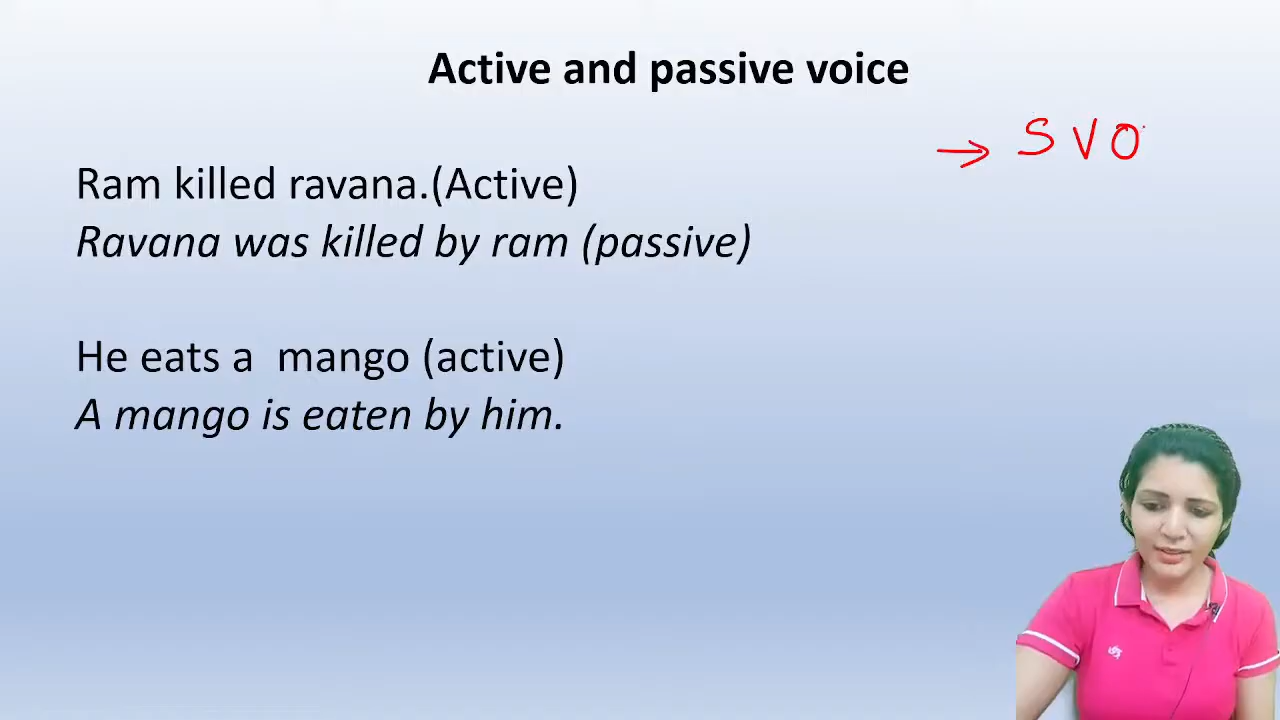 Active and passive voice
→ S V O
Ram killed ravana.(Active)
Ravana was killed by ram (passive)
He eats a  mango (active)
A mango is eaten by him.